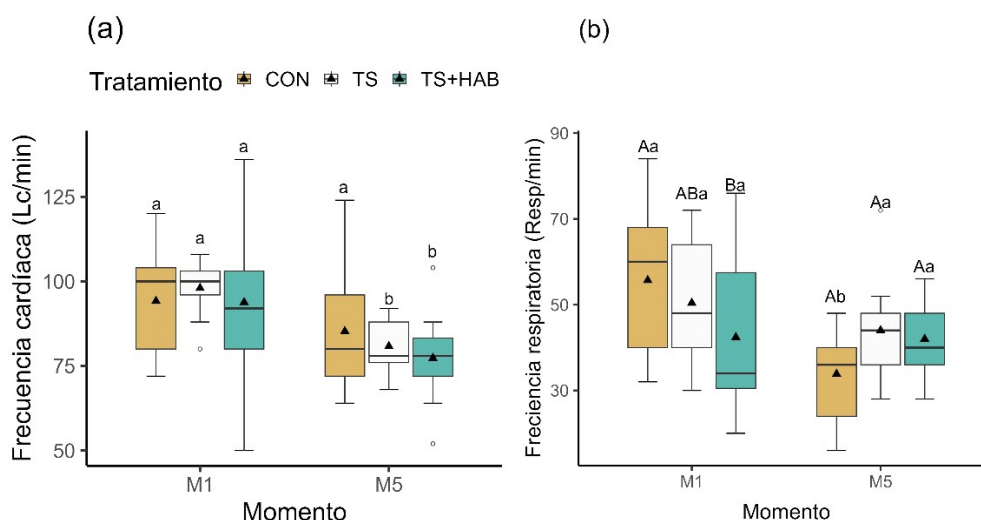 (a)
Tratamiento CON TS TS+HAB
Frecuencia cardíaca (Lc/min)
125
100
75
50
a
a
a
a
b
b
M1
M5
Momento
(b)
Freciencia respiratoria (Resp/min)
90
70
50
30
Aa
ABa
Ba
Ab
Aa
Aa
M1
M5
Momento